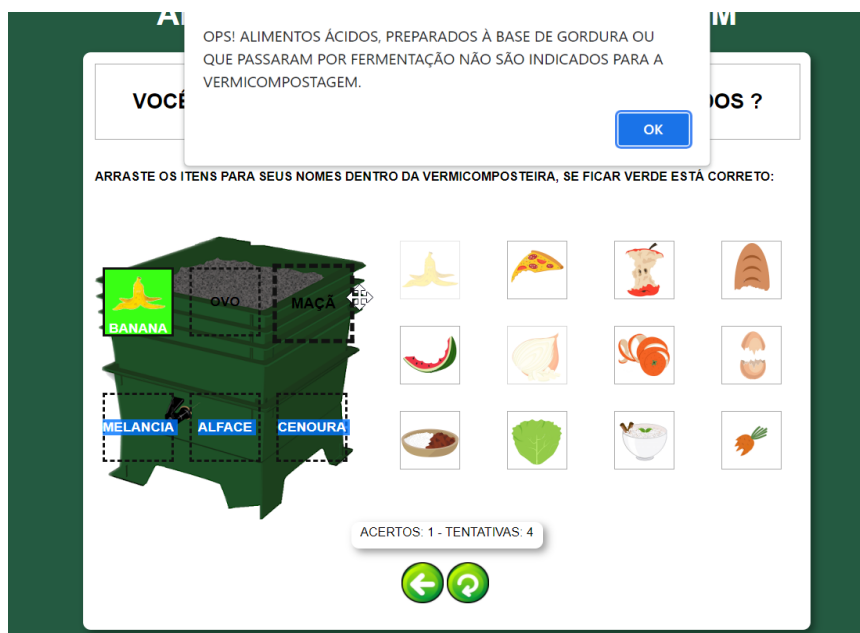 OPS! ALIMENTOS ÁCIDOS, PREPARADOS À BASE DE GORDURA OU
QUE PASSARAM POR FERMENTAÇÃO NÃO SÃO INDICADOS PARA A
VERMICOMPOSTAGEM.
OK
DOS ?
ARRASTE OS ITENS PARA SEUS NOMES DENTRO DA VERMICOMPOSTEIRA, SE FICAR VERDE ESTÁ CORRETO:
BANANA
OVO
MAÇÃ
MELANCIA
ALFACE
CENOURA
ACERTOS: 1 - TENTATIVAS: 4